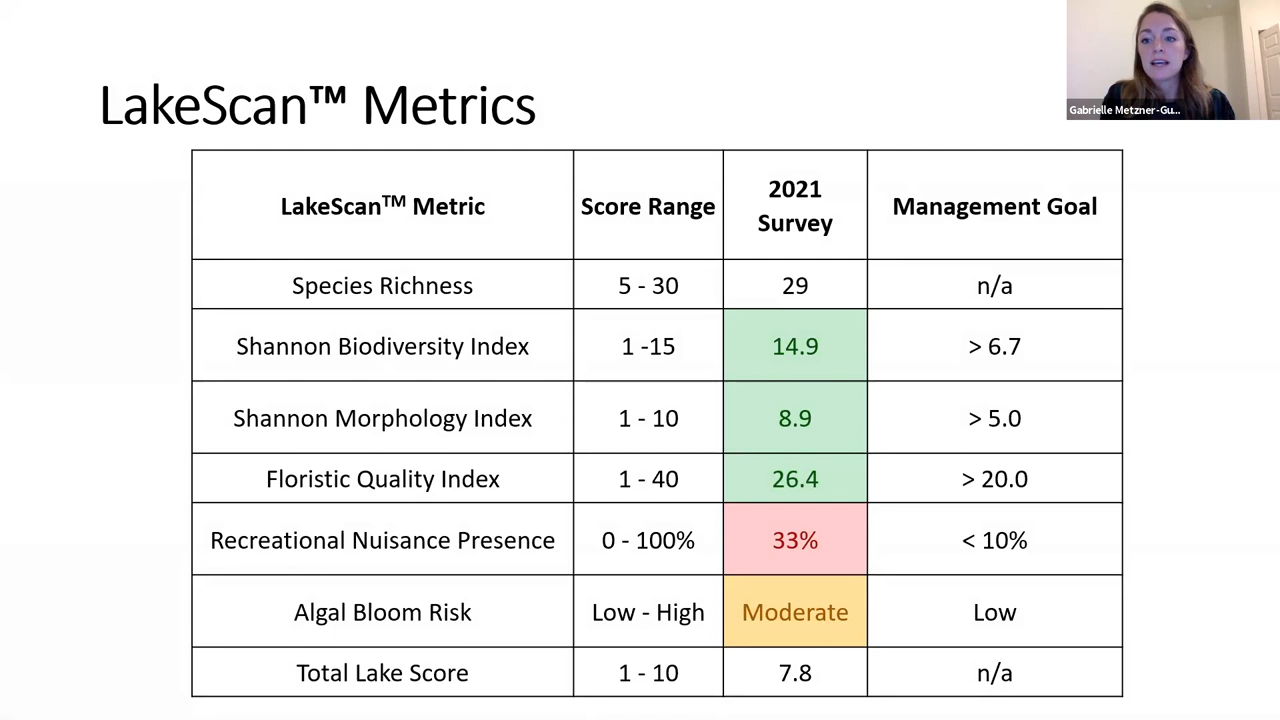 Gabrielle Metzner-Gu...
LakeScan™ Metrics
LakeScan™ Metric Score Range 2021 Survey Management Goal
Species Richness 5 - 30 29 n/a
Shannon Biodiversity Index 1 -15 14.9 > 6.7
Shannon Morphology Index 1 - 10 8.9 > 5.0
Floristic Quality Index 1 - 40 26.4 > 20.0
Recreational Nuisance Presence 0 - 100% 33% < 10%
Algal Bloom Risk Low - High Moderate Low
Total Lake Score 1 - 10 7.8 n/a